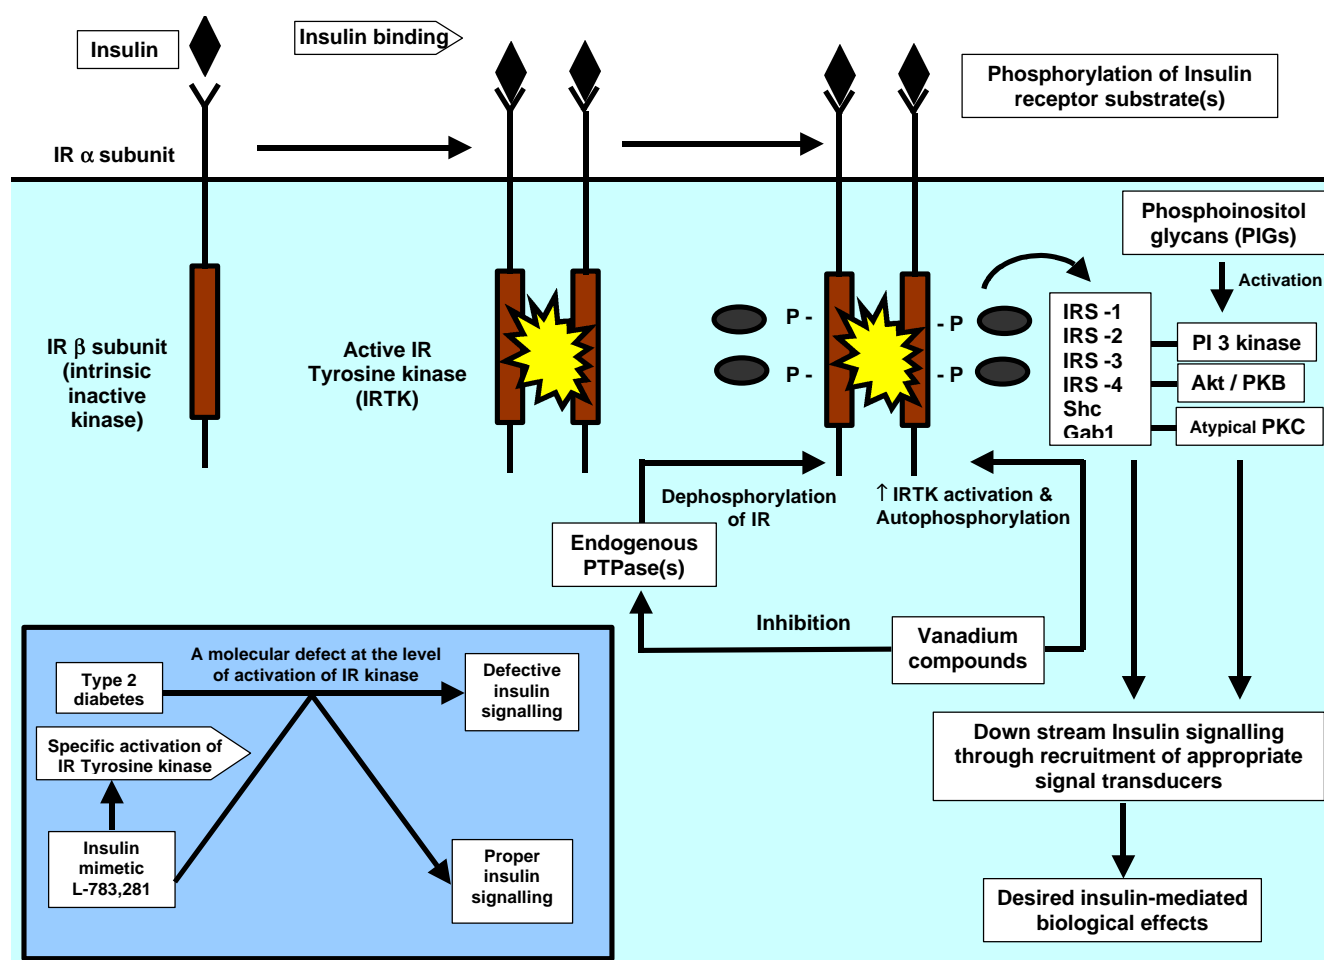 Insulin
Insulin binding
Phosphorylation of Insulin
receptor substrate(s)
IR α subunit
Phosphoinositol
glycans (PIGs)
Activation
IR β subunit
(intrinsic
inactive
kinase)
Active IR
Tyrosine kinase
(IRTK)
P -
P -
- P
- P
IRS -1
IRS -2
IRS -3
IRS -4
Shc
Gab1
PI 3 kinase
Akt / PKB
Atypical PKC
Dephosphorylation
of IR
↑ IRTK activation &
Autophosphorylation
Endogenous
PTPase(s)
Inhibition
Vanadium
compounds
A molecular defect at the level
of activation of IR kinase
Type 2
diabetes
Defective
insulin
signalling
Specific activation of
IR Tyrosine kinase
Insulin
mimetic
L-783,281
Proper
insulin
signalling
Down stream Insulin signalling
through recruitment of appropriate
signal transducers
Desired insulin-mediated
biological effects